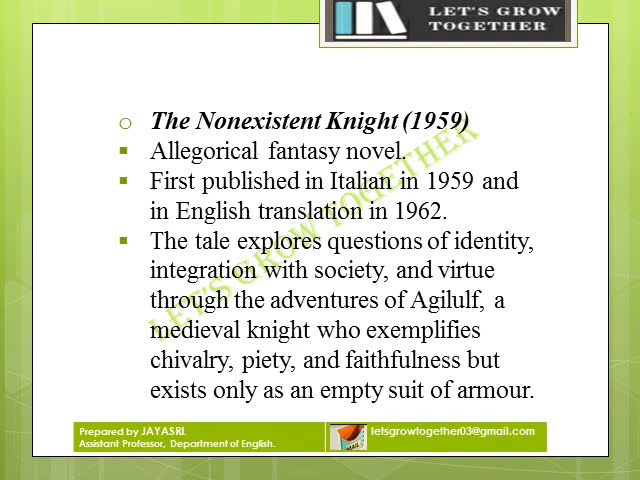 LET'S GROW
TOGETHER
The Nonexistent Knight (1959)
Allegorical fantasy novel.
First published in Italian in 1959 and
in English translation in 1962.
The tale explores questions of identity,
integration with society, and virtue
through the adventures of Agilulf, a
medieval knight who exemplifies
chivalry, piety, and faithfulness but
exists only as an empty suit of armour.
LET'S GROW TOGETHER
Prepared by JAYASRI.
Assistant Professor, Department of English.
letsgrowtogether03@gmail.com